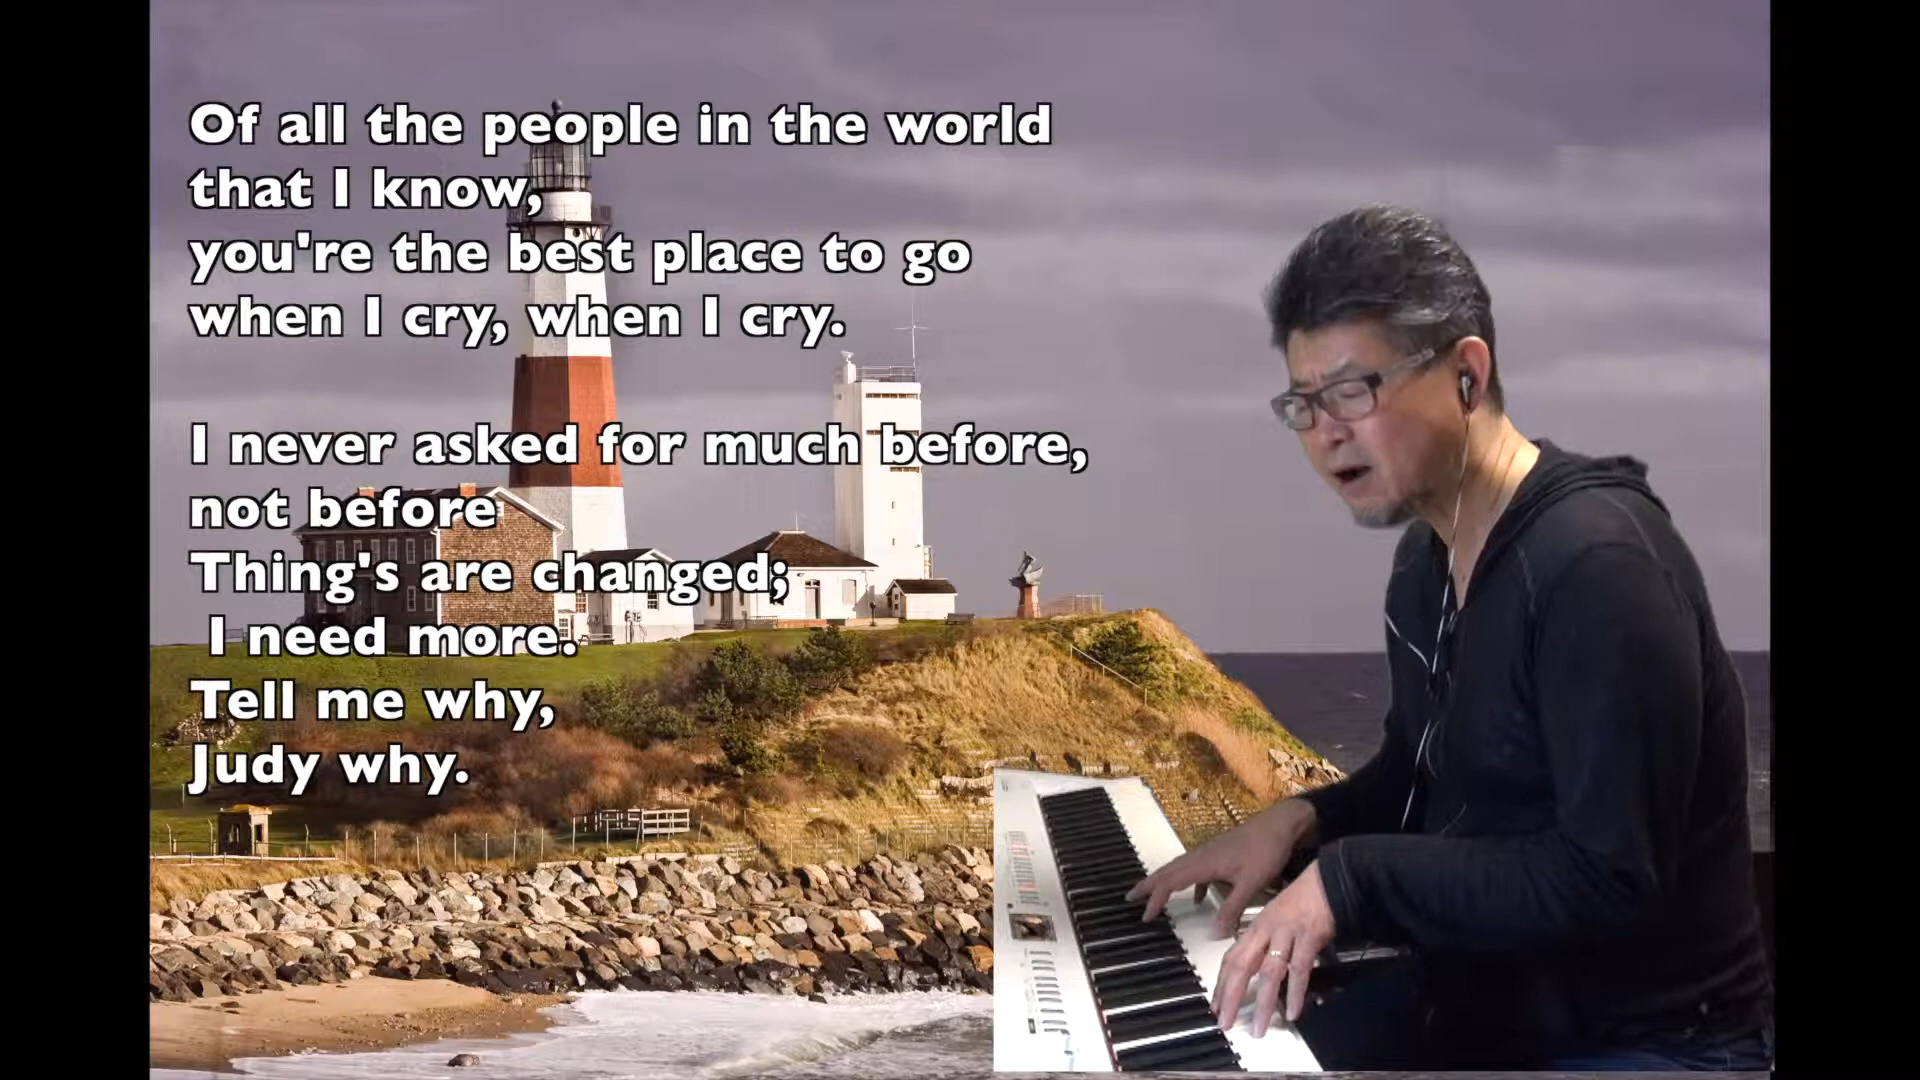 Of all the people in the world
that I know,
you're the best place to go
when I cry, when I cry.
I never asked for much before,
not before
Thing's are changed;
I need more.
Tell me why,
Judy why.